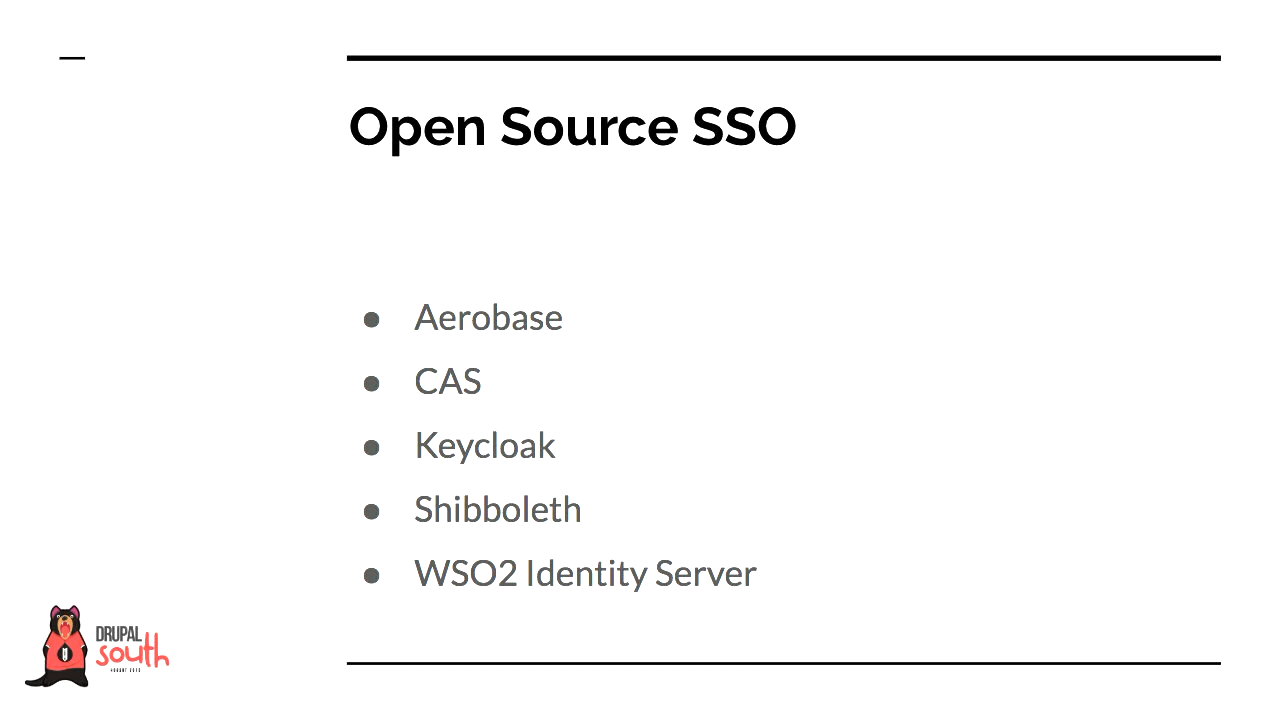 Open Source SSO
Aerobase
CAS
Keycloak
Shibboleth
WSO2 Identity Server
DRUPAL
south